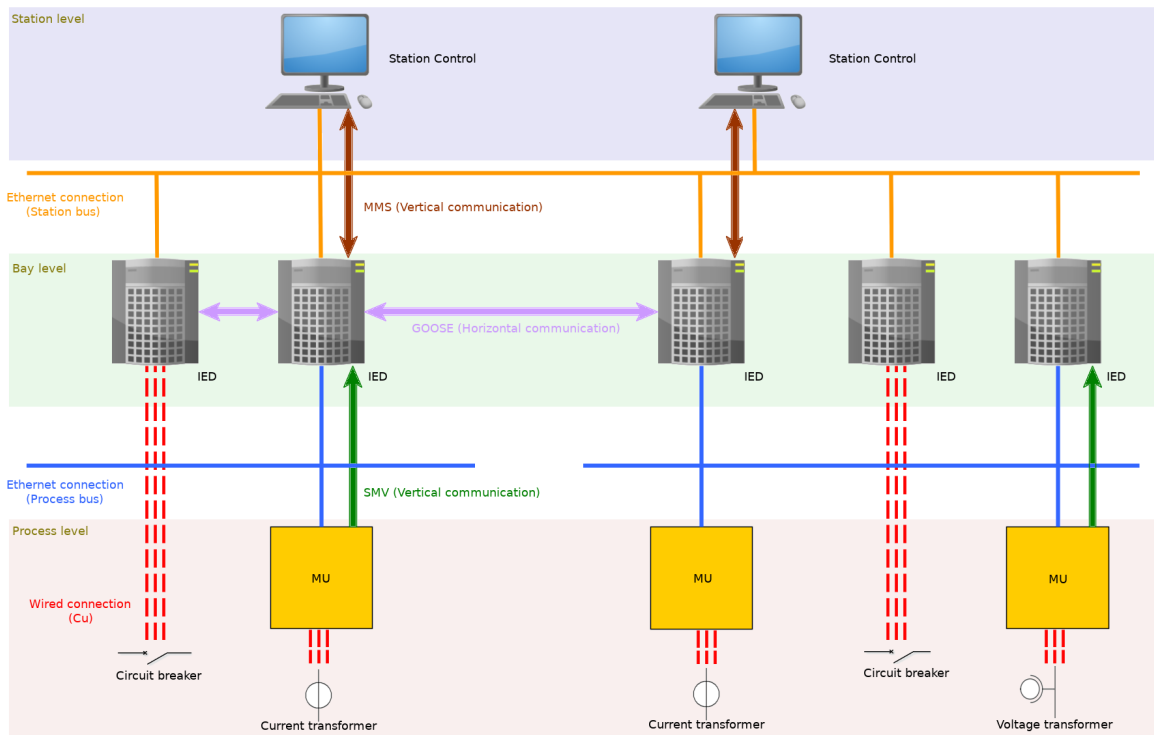 Station level
Station Control
Station Control
Ethernet connection
(Station bus)
MMS (Vertical communication)
Bay level
GOOSE (Horizontal communication)
IED
IED
IED
IED
IED
Ethernet connection
(Process bus)
SMV (Vertical communication)
Process level
MU
MU
MU
Wired connection
(Cu)
Circuit breaker
Circuit breaker
Current transformer
Current transformer
Voltage transformer